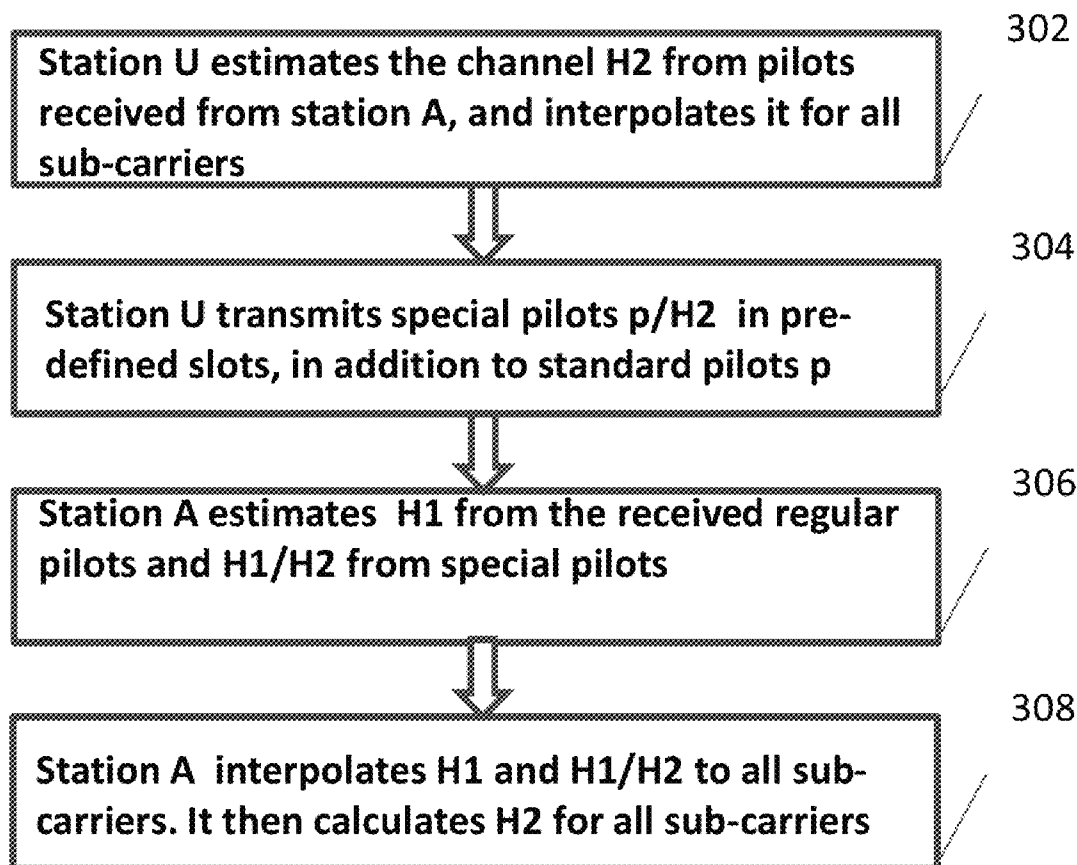 302
Station U estimates the channel H2 from pilots
received from station A, and interpolates it for all
sub-carriers
304
Station U transmits special pilots p/H2 in pre-
defined slots, in addition to standard pilots p
306
Station A estimates H1 from the received regular
pilots and H1/H2 from special pilots
308
Station A interpolates H1 and H1/H2 to all sub-
carriers. It then calculates H2 for all sub-carriers